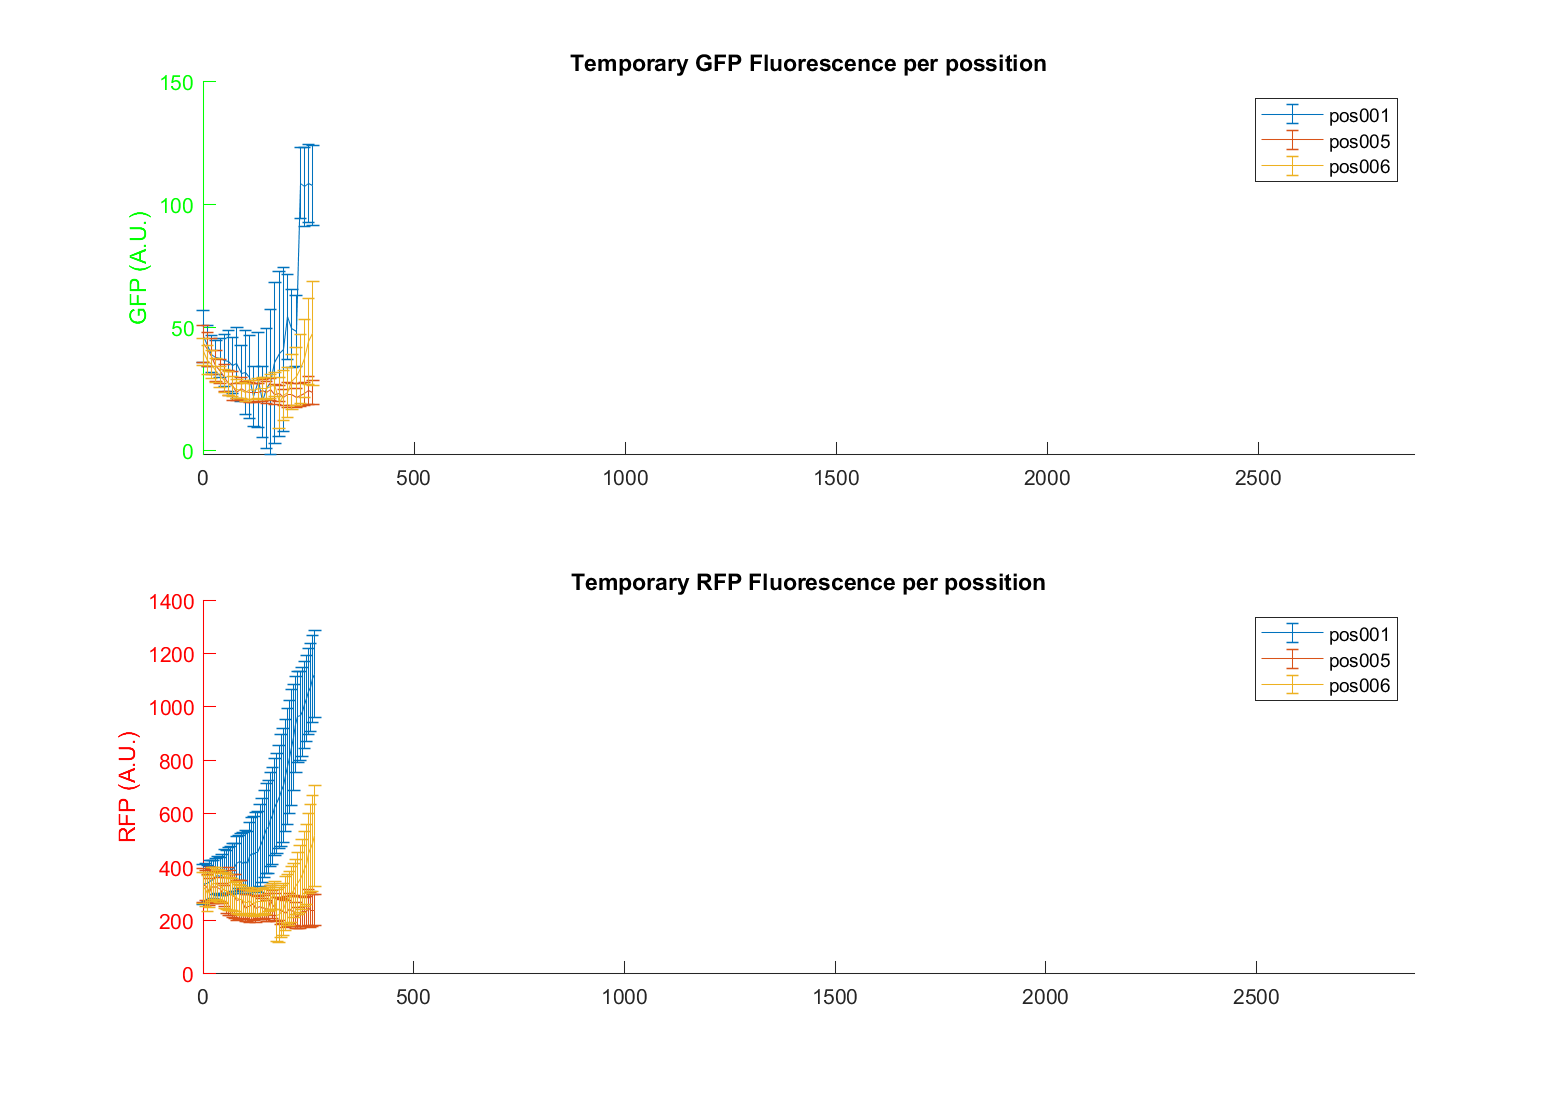 Temporary GFP Fluorescence per possition
150
100
50
0
GFP (A.U.)
pos001
pos005
pos006
0 500 1000 1500 2000 2500
Temporary RFP Fluorescence per possition
1400
1200
1000
800
600
400
200
0
RFP (A.U.)
pos001
pos005
pos006
0 500 1000 1500 2000 2500